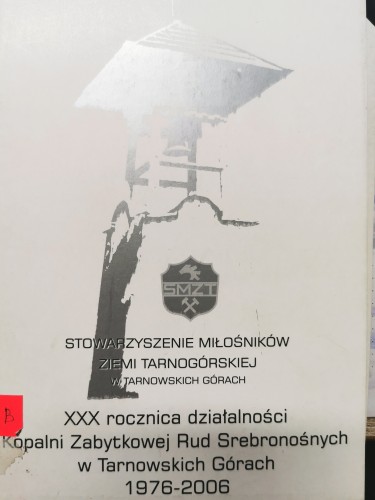 SMZT
STOWARZYSZENIE MIŁOŚNIKÓW
ZIEMI TARNOGÓRSKIEJ
W TARNOWSKICH GÓRACH
B
XXX rocznica działalności
Kopalni Zabytkowej Rud Srebronośnych
w Tarnowskich Górach
1976-2006